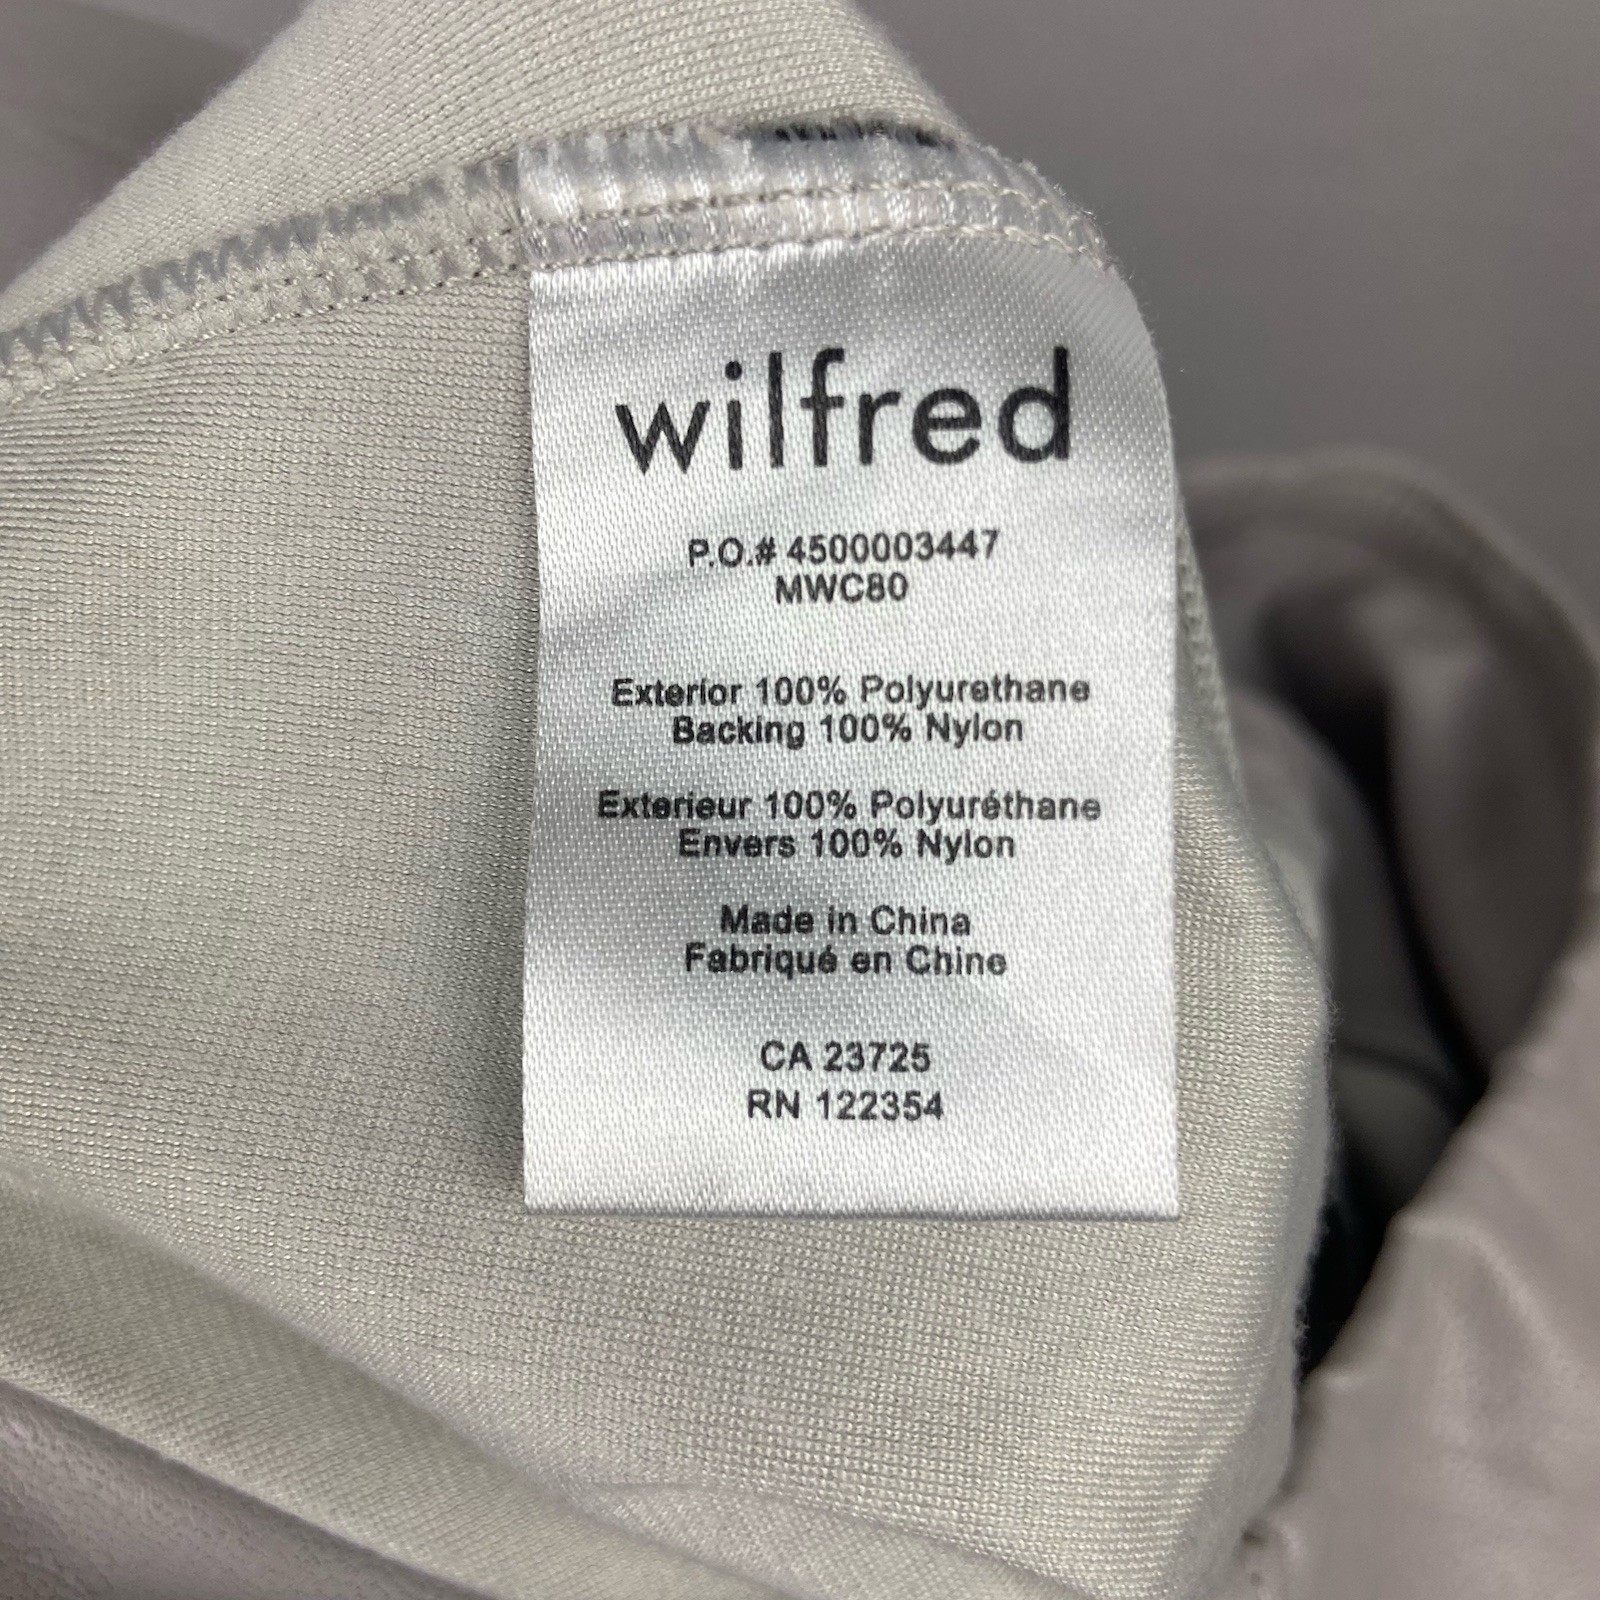 wilfred
P.O.# 4500003447
MWC80
Exterior 100% Polyurethane
Backing 100% Nylon
Exterieur 100% Polyuréthane
Envers 100% Nylon
Made in China
Fabriqué en Chine
CA 23725
RN 122354